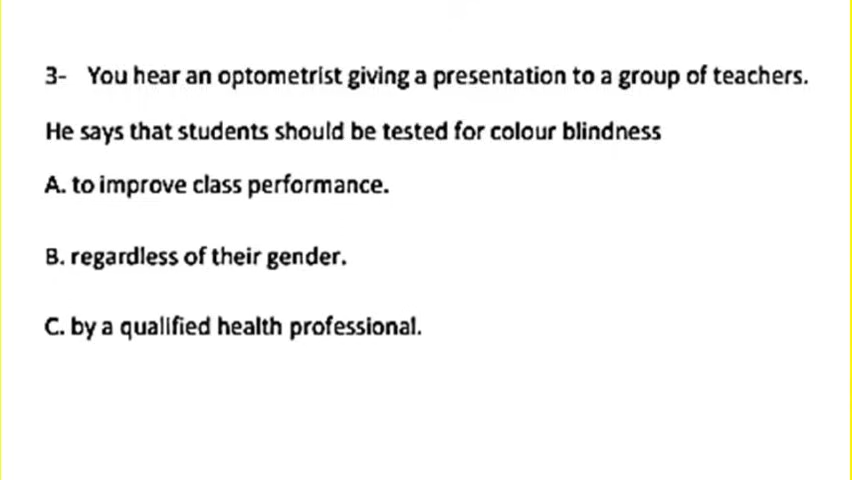 3- You hear an optometrist giving a presentation to a group of teachers.
He says that students should be tested for colour blindness
A. to improve class performance.
B. regardless of their gender.
C. by a qualified health professional.